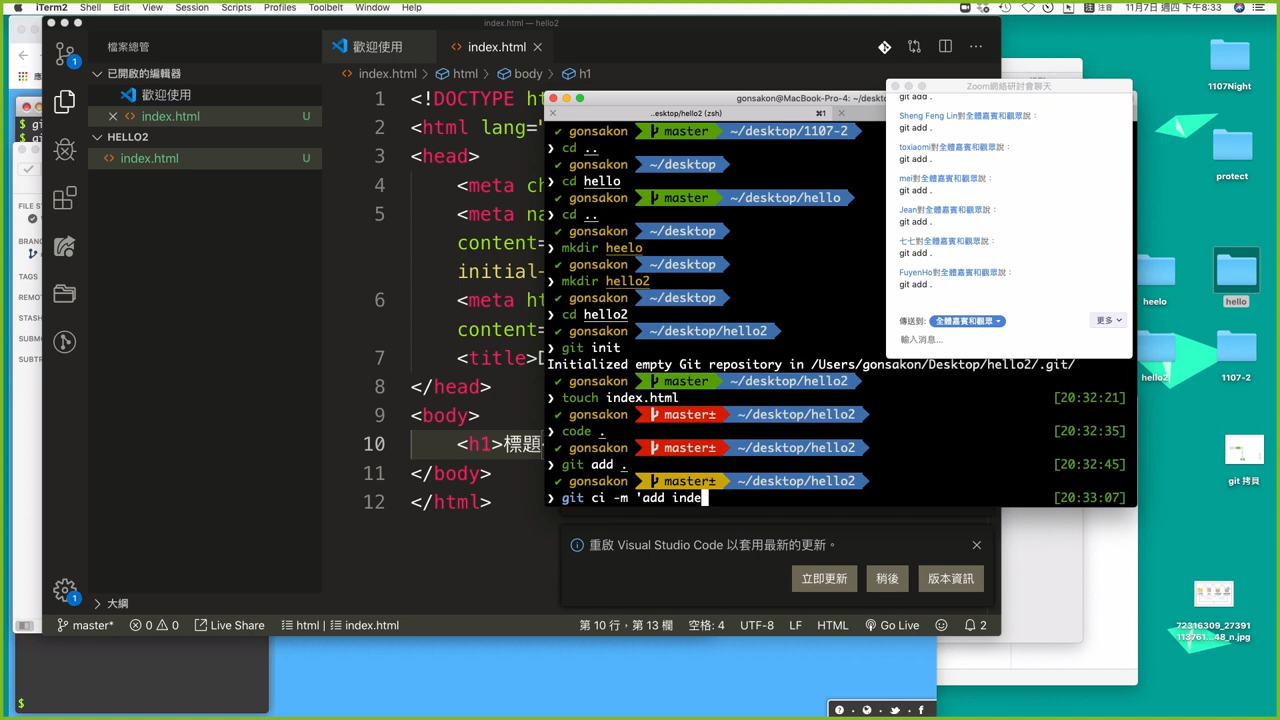 iTerm2 Shell Edit View Session Scripts Profiles Toolbelt Window Help
注音 11月7日 週四 下午8:33
index.html — hello2
檔案總管
歡迎使用
index.html
已開啟的編輯器
歡迎使用
index.html U
HELLO2
index.html U
index.html > html > body > h1
1 <!DOCTYPE
2 <html lang="
3 <head>
4 <meta ch
5 <meta na
content=
initial-
6 <meta ht
content=
7 <title>D
8 </head>
9 <body>
10 <h1>標題
11 </body>
12 </html>
gonsakon@MacBook-Pro-4: ~/deskto
..esktop/hello2 (zsh) ⌘1
✔ gonsakon master ~/desktop/1107-2
❯ cd ..
✔ gonsakon ~/desktop
❯ cd hello
✔ gonsakon master ~/desktop/hello
❯ cd ..
✔ gonsakon ~/desktop
❯ mkdir heelo
✔ gonsakon ~/desktop
❯ mkdir hello2
✔ gonsakon ~/desktop
❯ cd hello2
✔ gonsakon ~/desktop/hello2
❯ git init
Initialized empty Git repository in /Users/gonsakon/Desktop/hello2/.git/
✔ gonsakon master ~/desktop/hello2
❯ touch index.html [20:32:21]
✔ gonsakon master± ~/desktop/hello2
❯ code . [20:32:35]
✔ gonsakon master± ~/desktop/hello2
❯ git add . [20:32:45]
✔ gonsakon master± ~/desktop/hello2
❯ git ci -m 'add inde [20:33:07]
Zoom網絡研討會聊天
git add .
Sheng Feng Lin對全體嘉賓和觀眾說：
git add .
toxiaomi對全體嘉賓和觀眾說：
git add .
mei對全體嘉賓和觀眾說：
git add .
Jean對全體嘉賓和觀眾說：
git add .
七七對全體嘉賓和觀眾說：
git add .
FuyenHo對全體嘉賓和觀眾說：
git add .
傳送到: 全體嘉賓和觀眾 更多
輸入消息...
重啟 Visual Studio Code 以套用最新的更新。
立即更新 稍後 版本資訊
大綱
master* 0 0 Live Share html index.html 第 10 行，第 13 欄 空格: 4 UTF-8 LF HTML Go Live 2
1107Night
protect
heelo
hello
hello2
1107-2
git 拷貝
72316309_27391
113761...48_n.jpg
FILE S
BRAN
TAGS
REMO
STASH
SUBM
SUBTR
$ gi
$
$